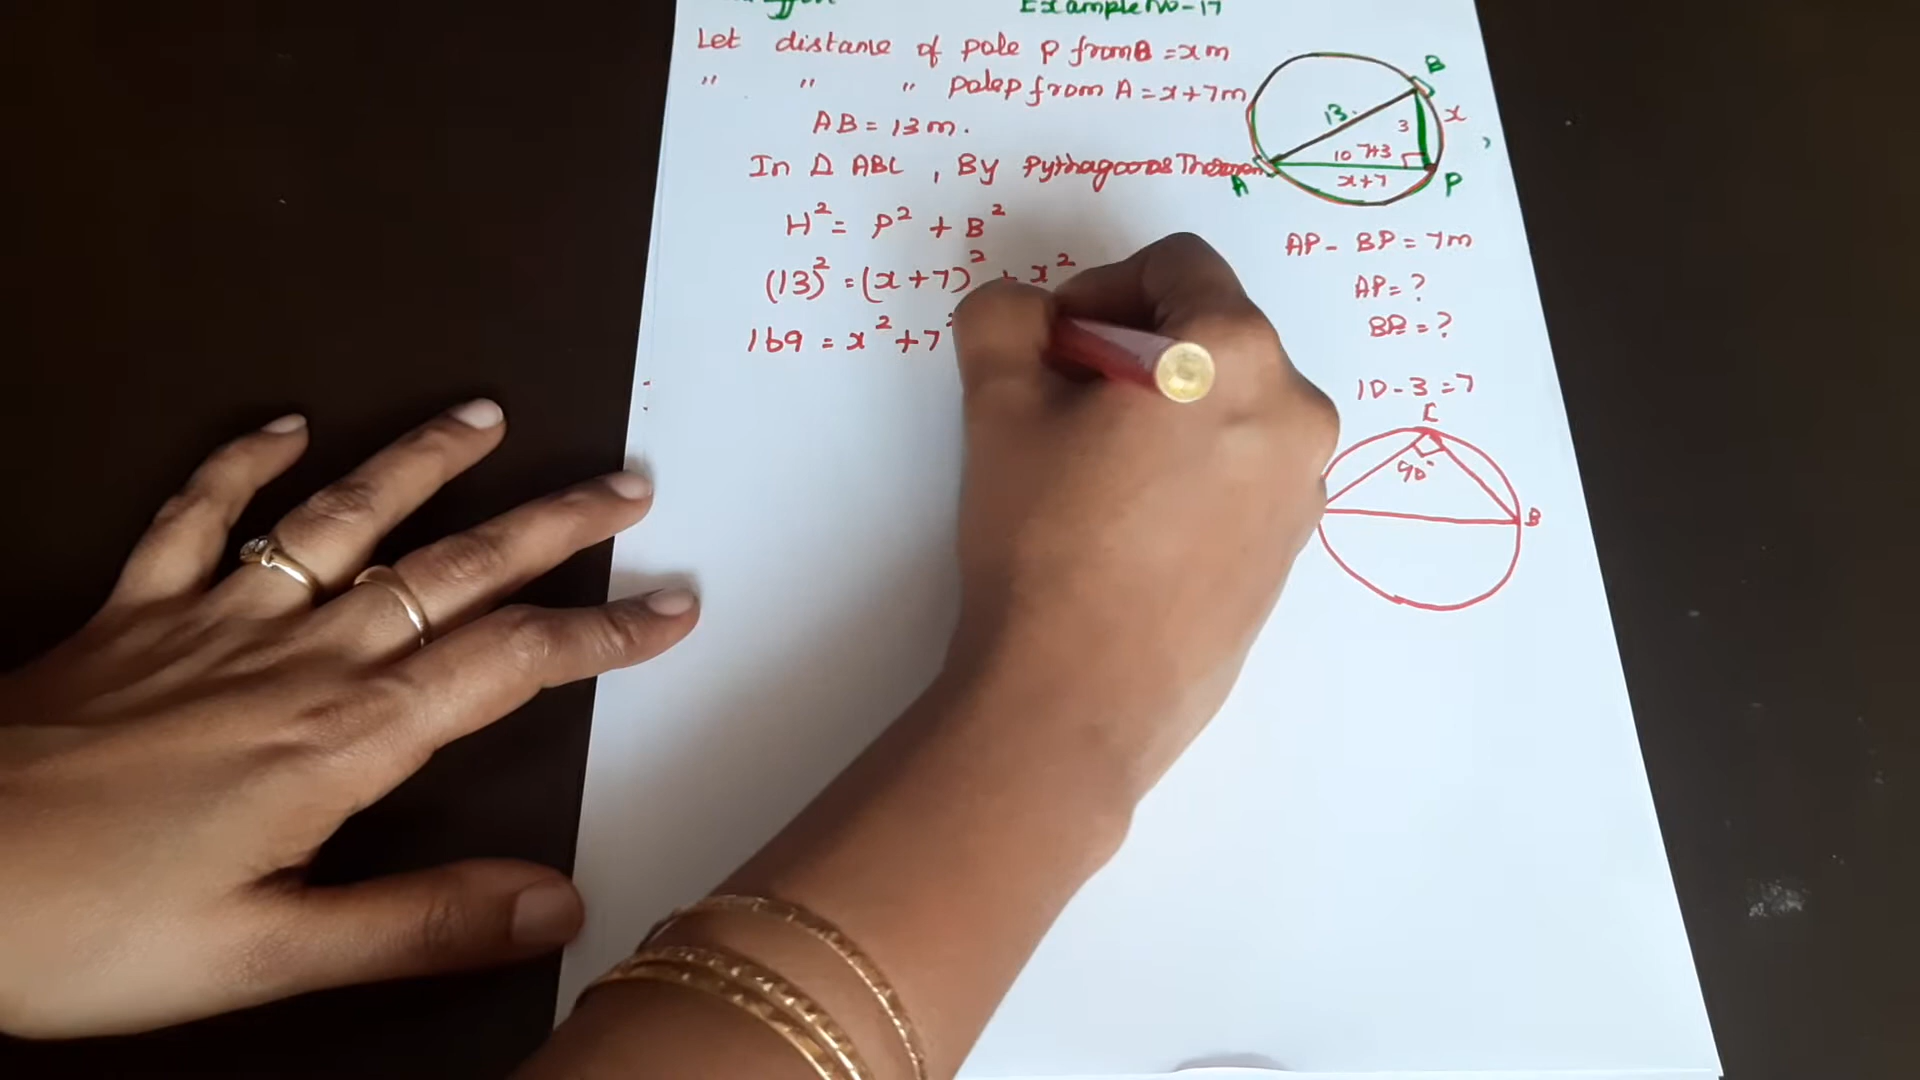 Example No-17
Let distance of pole P from B = x m
" " " pole p from A = x+7m
AB = 13 m.
In Δ ABC, By Pythagoras Theorem
H² = P² + B²
(13)² = (x+7)² + x²
169 = x² + 7²
B
13.
3
x
10 7+3
A
x+7
P
AP - BP = 7m
AP = ?
BP = ?
10 - 3 = 7
C
90°
B